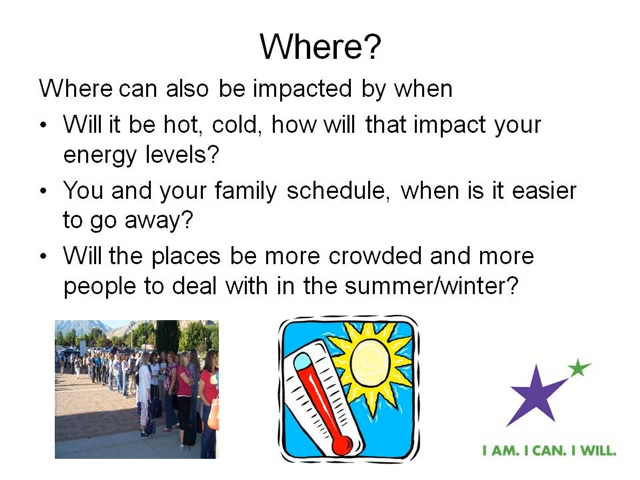 Where?
Where can also be impacted by when
• Will it be hot, cold, how will that impact your
energy levels?
• You and your family schedule, when is it easier
to go away?
• Will the places be more crowded and more
people to deal with in the summer/winter?
I AM. I CAN. I WILL.